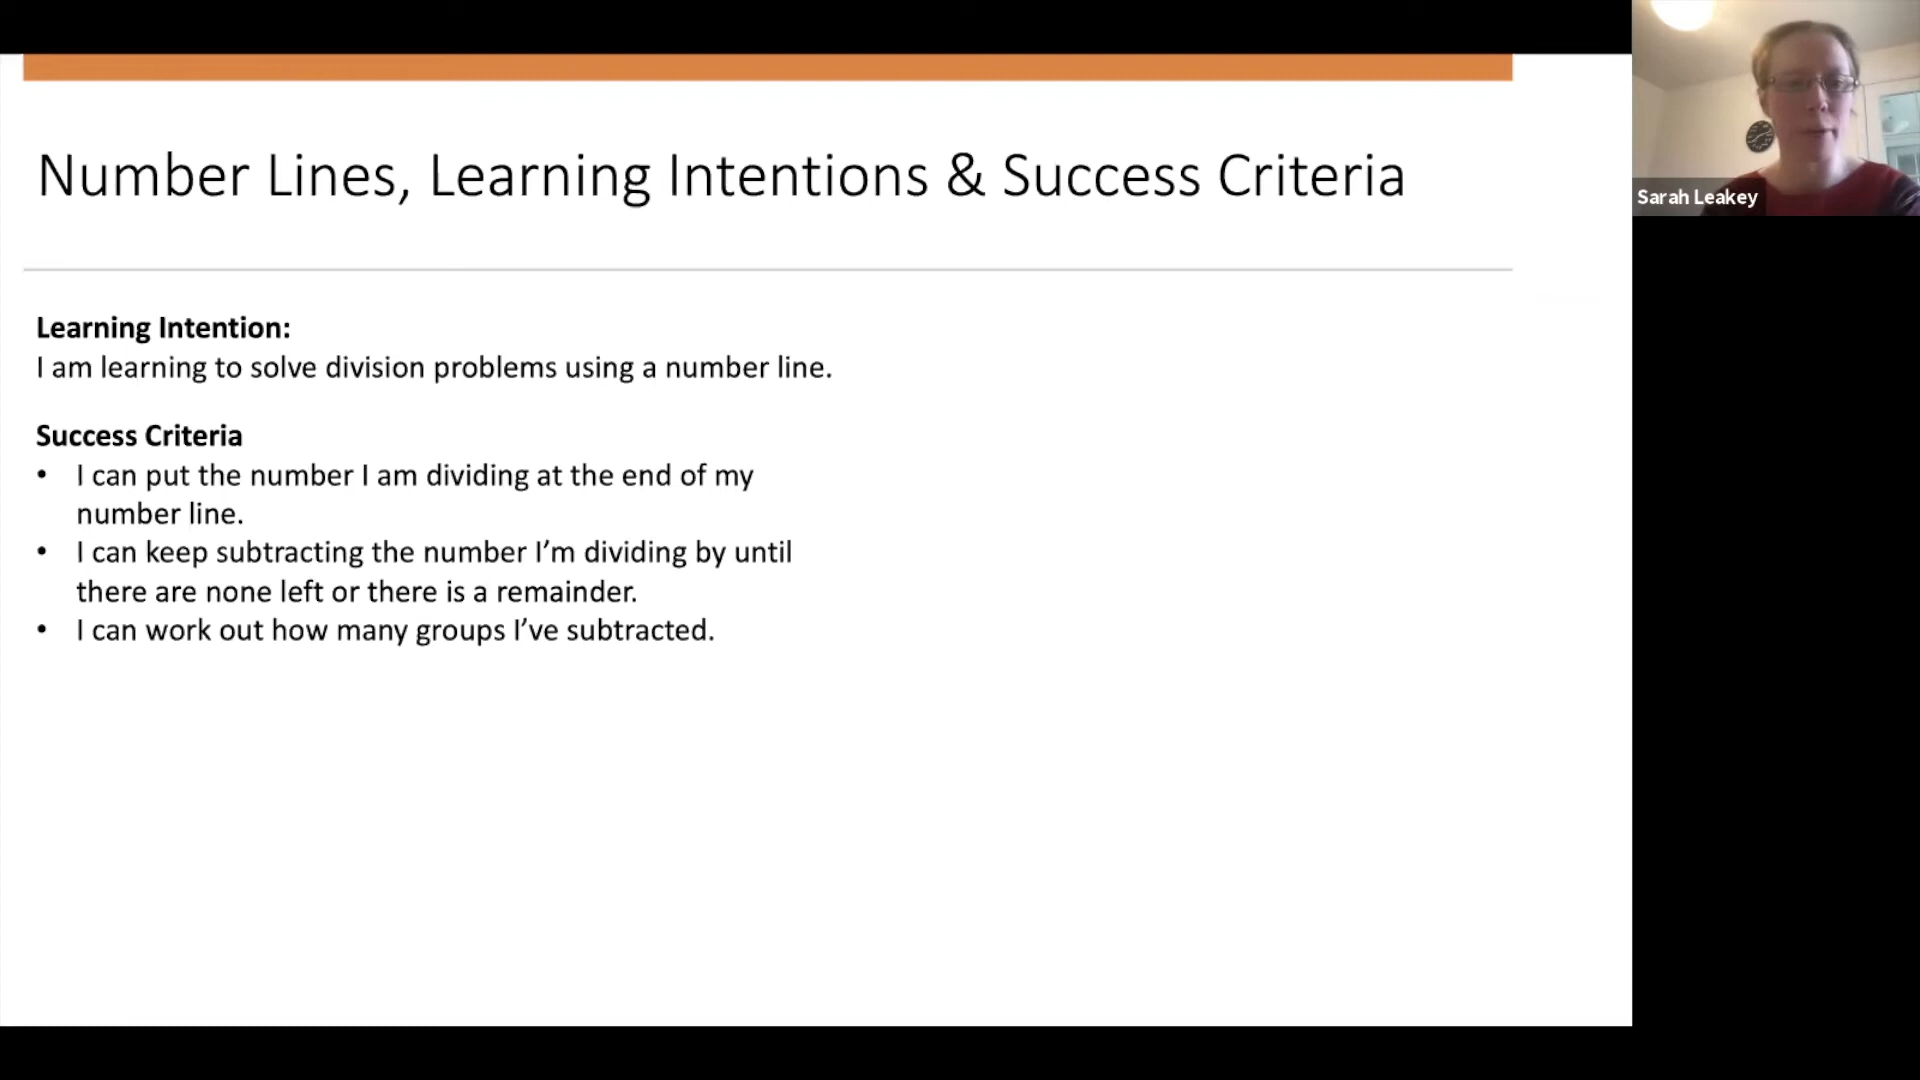 Number Lines, Learning Intentions & Success Criteria
Sarah Leakey
Learning Intention:
I am learning to solve division problems using a number line.
Success Criteria
• I can put the number I am dividing at the end of my
number line.
• I can keep subtracting the number I’m dividing by until
there are none left or there is a remainder.
• I can work out how many groups I’ve subtracted.